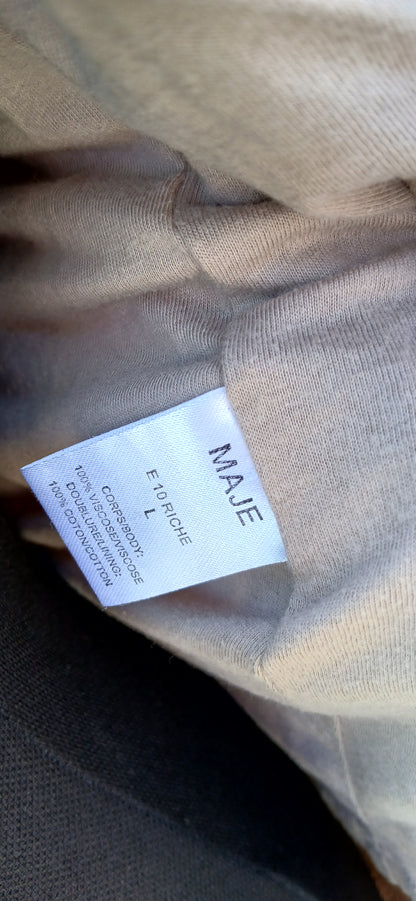 MAJE
E 10 RICHE
L
CORPS/BODY:
100% VISCOSE/VISCOSE
DOUBLURE/LINING:
100% COTON/COTTON